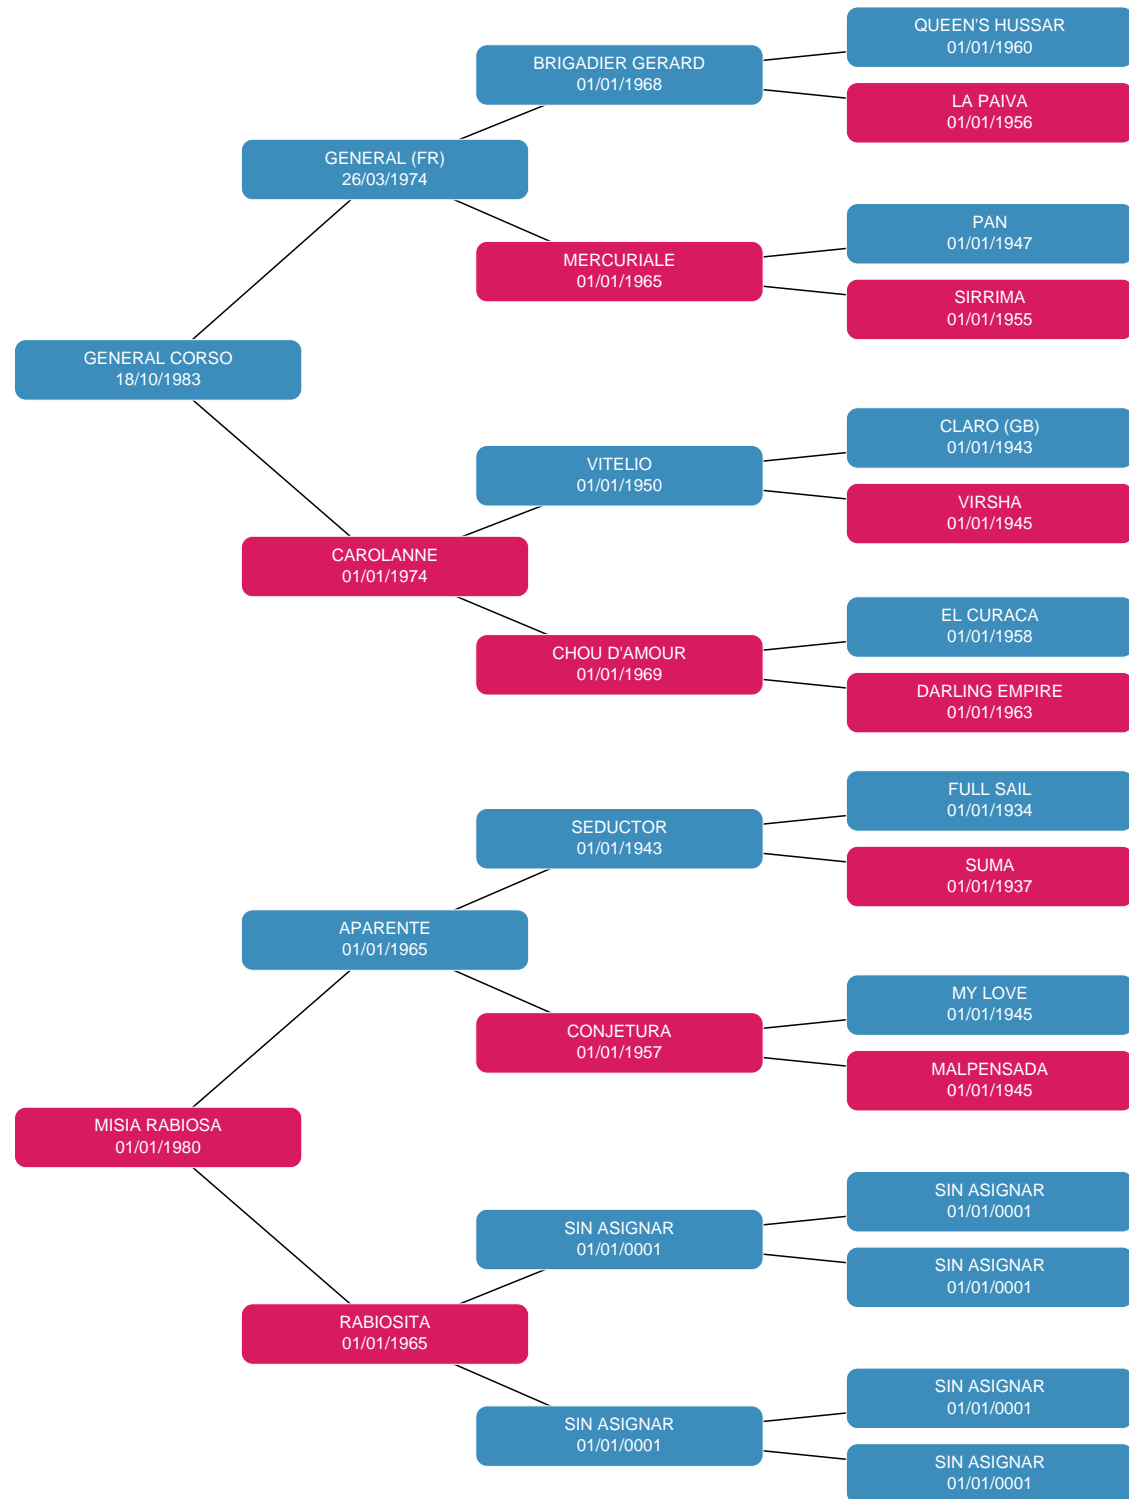 QUEEN'S HUSSAR
01/01/1960
BRIGADIER GERARD
01/01/1968
LA PAIVA
01/01/1956
GENERAL (FR)
26/03/1974
PAN
01/01/1947
MERCURIALE
01/01/1965
SIRRIMA
01/01/1955
GENERAL CORSO
18/10/1983
CLARO (GB)
01/01/1943
VITELIO
01/01/1950
VIRSHA
01/01/1945
CAROLANNE
01/01/1974
EL CURACA
01/01/1958
CHOU D'AMOUR
01/01/1969
DARLING EMPIRE
01/01/1963
FULL SAIL
01/01/1934
SEDUCTOR
01/01/1943
SUMA
01/01/1937
APARENTE
01/01/1965
MY LOVE
01/01/1945
CONJETURA
01/01/1957
MALPENSADA
01/01/1945
MISIA RABIOSA
01/01/1980
SIN ASIGNAR
01/01/0001
SIN ASIGNAR
01/01/0001
SIN ASIGNAR
01/01/0001
RABIOSITA
01/01/1965
SIN ASIGNAR
01/01/0001
SIN ASIGNAR
01/01/0001
SIN ASIGNAR
01/01/0001